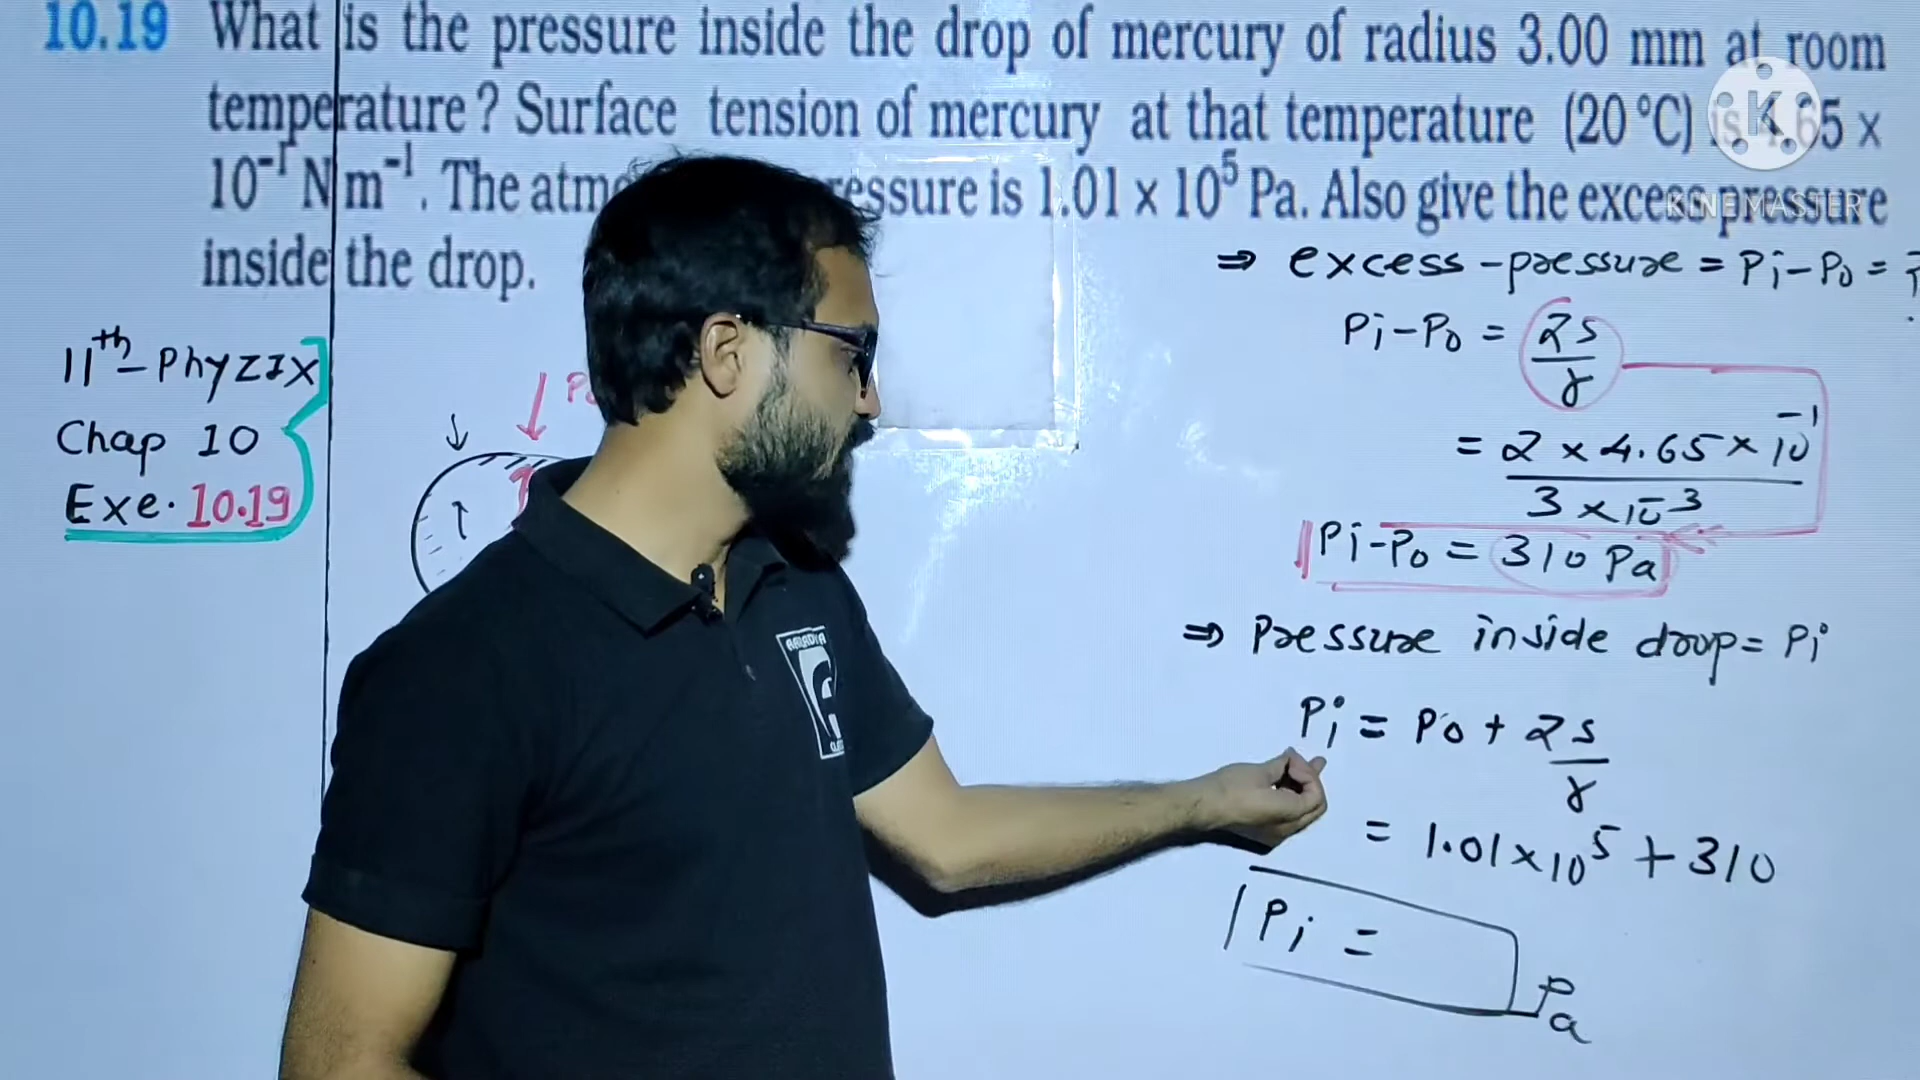 10.19 What is the pressure inside the drop of mercury of radius 3.00 mm at room
temperature ? Surface tension of mercury at that temperature (20 °C) is 4.65 ×
10⁻¹ N m⁻¹. The atmo ressure is 1.01 x 10⁵ Pa. Also give the excess pressure
inside the drop.
K
KINEMASTER
11th - PhyZIX
Chap 10
Exe. 10.19
P
⇒ excess-pressure = Pi-Po = ?
Pi-Po = 2s/r
= 2 × 4.65 × 10⁻¹
3 × 10⁻³
Pi-Po = 310 Pa
⇒ Pressure inside drop = Pi
Pi = Po + 2s/r
= 1.01×10⁵ + 310
Pi = Pa